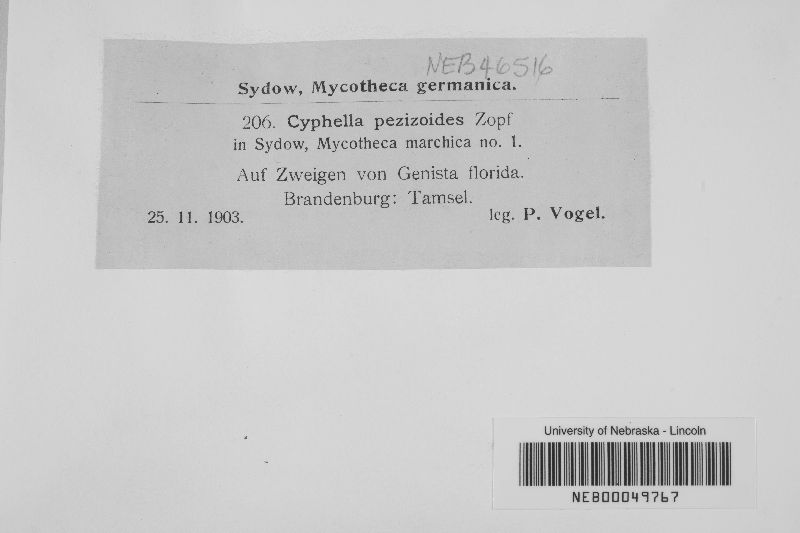 NEB46516
Sydow, Mycotheca germanica.
206. Cyphella pezizoides Zopf
in Sydow, Mycotheca marchica no. 1.
Auf Zweigen von Genista florida.
Brandenburg: Tamsel.
25. 11. 1903. leg. P. Vogel.
University of Nebraska - Lincoln
NEB00049767